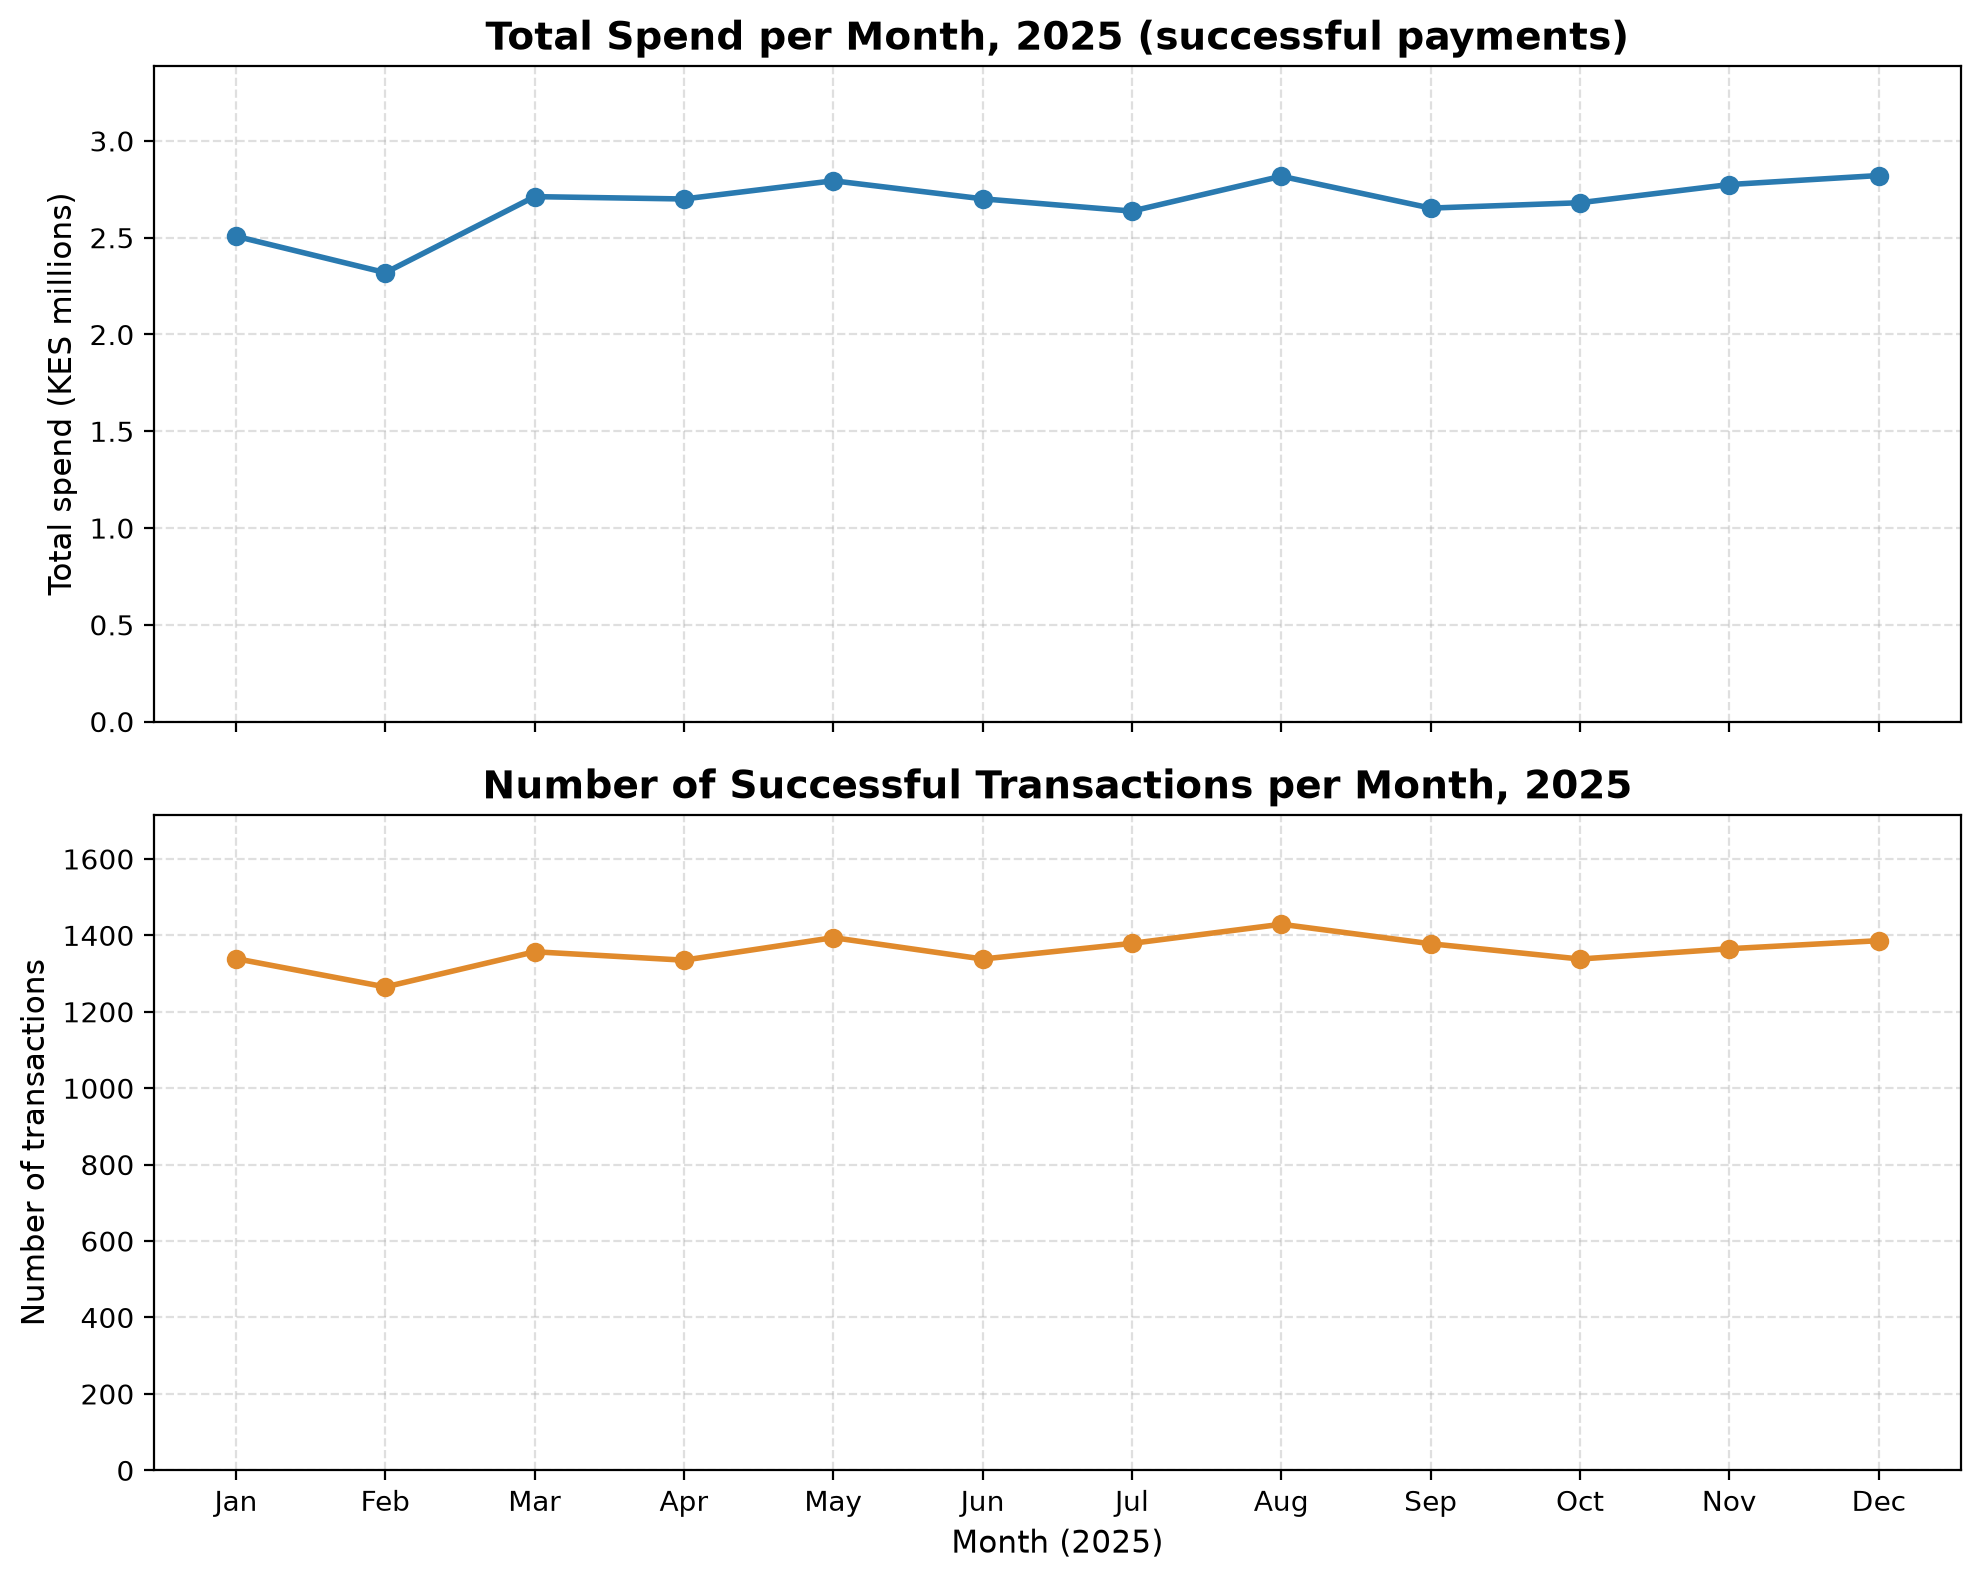 Total Spend per Month, 2025 (successful payments)
Total spend (KES millions)
3.0
2.5
2.0
1.5
1.0
0.5
0.0
Number of Successful Transactions per Month, 2025
Number of transactions
1600
1400
1200
1000
800
600
400
200
0
Jan Feb Mar Apr May Jun Jul Aug Sep Oct Nov Dec
Month (2025)